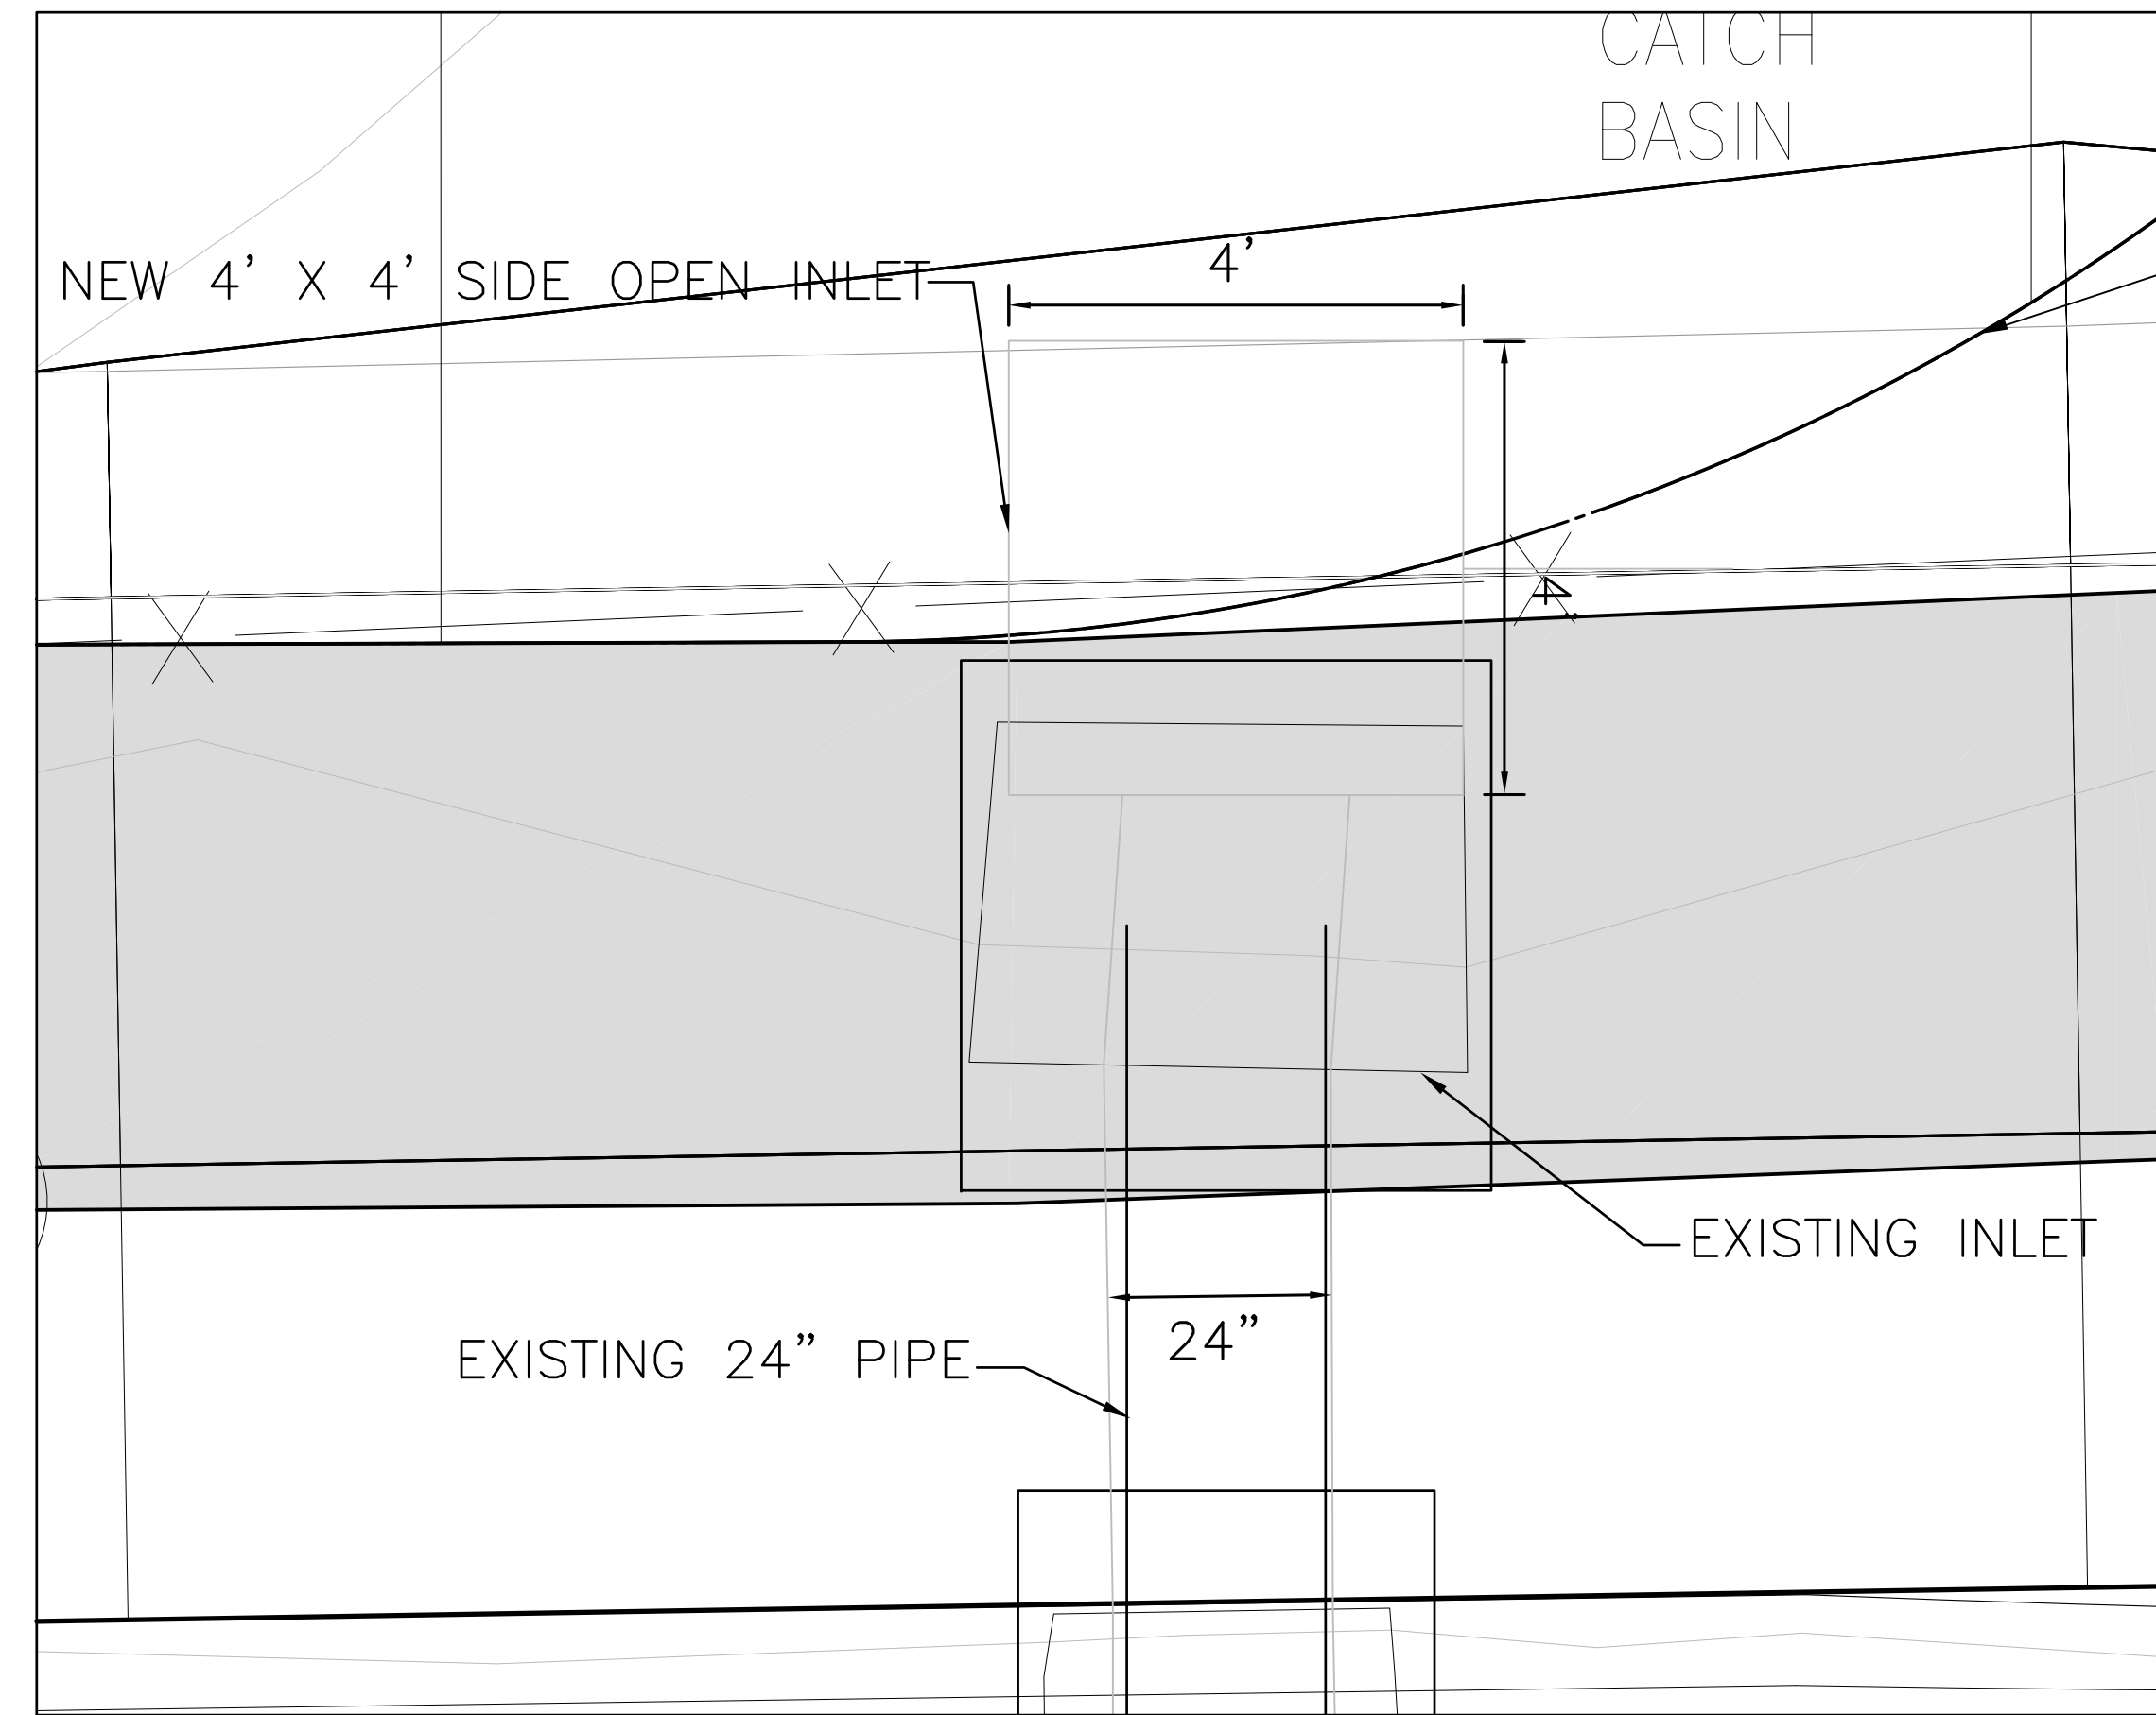 CATCH
BASIN
NEW 4' X 4' SIDE OPEN INLET
4'
4'
EXISTING INLET
24"
EXISTING 24" PIPE